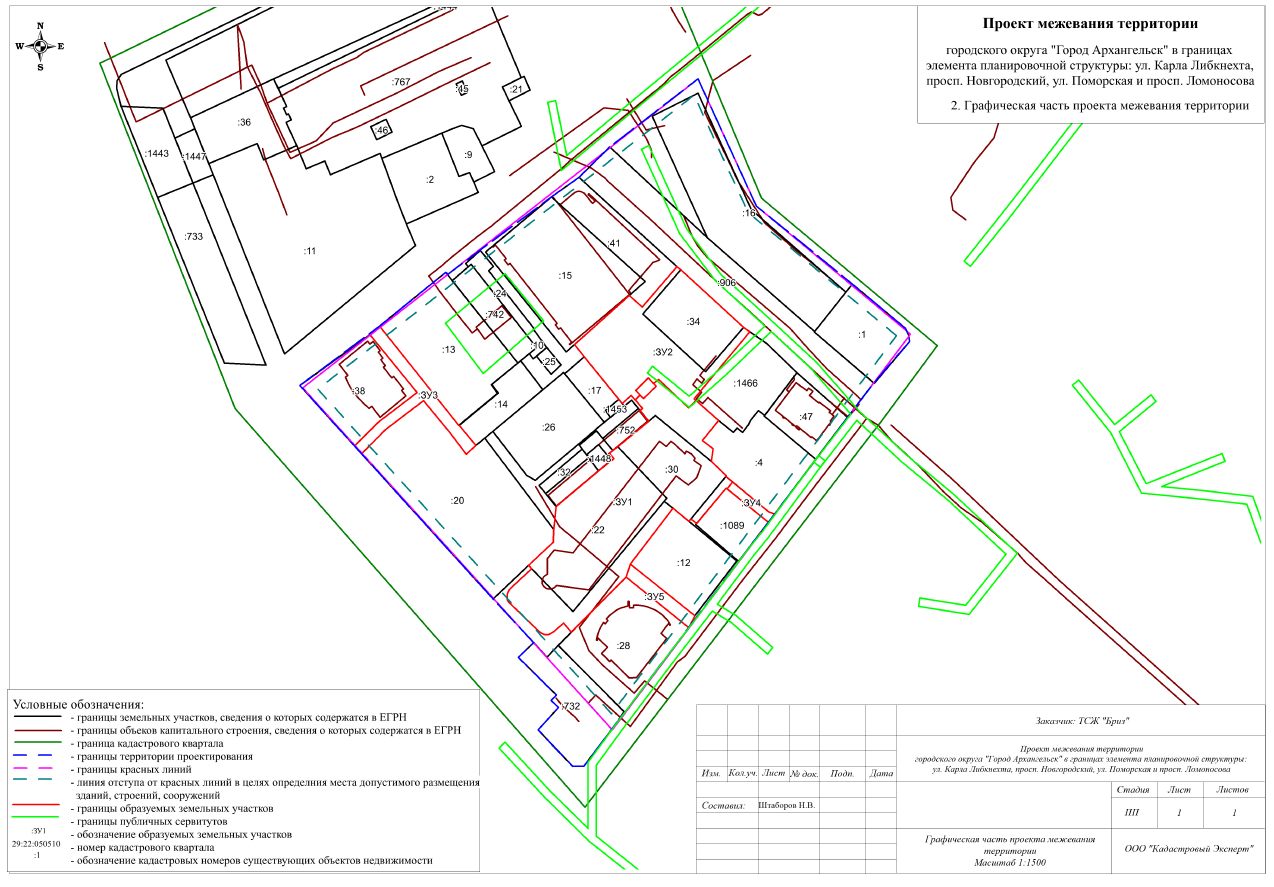 Проект межевания территории
городского округа "Город Архангельск" в границах
элемента планировочной структуры: ул. Карла Либкнехта,
просп. Новгородский, ул. Поморская и просп. Ломоносова
2. Графическая часть проекта межевания территории
N
W E
S
:767
:45
:21
:36
:46
:1443
:1447
:9
:2
:16
:733
:11
:41
:15
:906
:24
:742
:34
:1
:13
:10
:ЗУ2
:25
:38
:ЗУ3
:17
:1466
:14
:1453
:47
:26
:752
:1448
:4
:32
:30
:20
:ЗУ1
:ЗУ4
:22
:1089
:12
:ЗУ5
:28
:732
Условные обозначения:
- границы земельных участков, сведения о которых содержатся в ЕГРН
- границы объеков капитального строения, сведения о которых содержатся в ЕГРН
- граница кадастрового квартала
- границы территории проектирования
- границы красных линий
- линия отступа от красных линий в целях определния места допустимого размещения
зданий, строений, сооружений
- границы образуемых земельных участков
- границы публичных сервитутов
:ЗУ1 - обозначение образуемых земельных участков
29:22:050510 - номер кадастрового квартала
:1 - обозначение кадастровых номеров существующих объектов недвижимости
Заказчик: ТСЖ "Бриз"
Проект межевания территории
городского округа "Город Архангельск" в границах элемента планировочной структуры:
ул. Карла Либкнехта, просп. Новгородский, ул. Поморская и просп. Ломоносова
Изм. Кол.уч. Лист № док. Подп. Дата
Стадия Лист Листов
Составил: Штаборов Н.В.
ПП 1 1
Графическая часть проекта межевания
территории
Масштаб 1:1500
ООО "Кадастровый Эксперт"